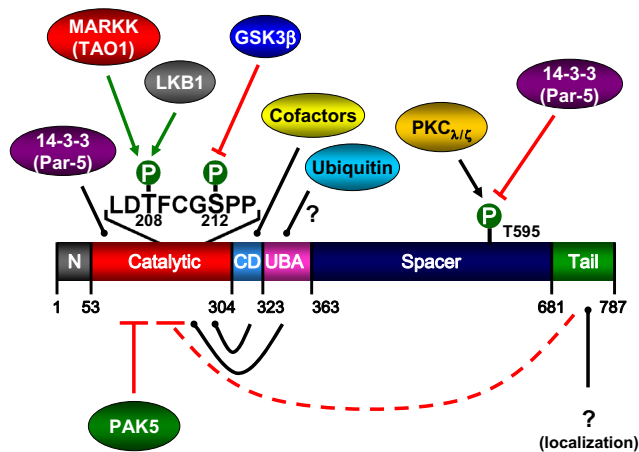 MARKK
(TAO1)
GSK3β
LKB1
14-3-3
(Par-5)
Cofactors
14-3-3
(Par-5)
PKCλ/ζ
Ubiquitin
P
P
LDTFCGSPP
208
212
?
P
T595
N
Catalytic
CD
UBA
Spacer
Tail
1
53
304
323
363
681
787
PAK5
?
(localization)